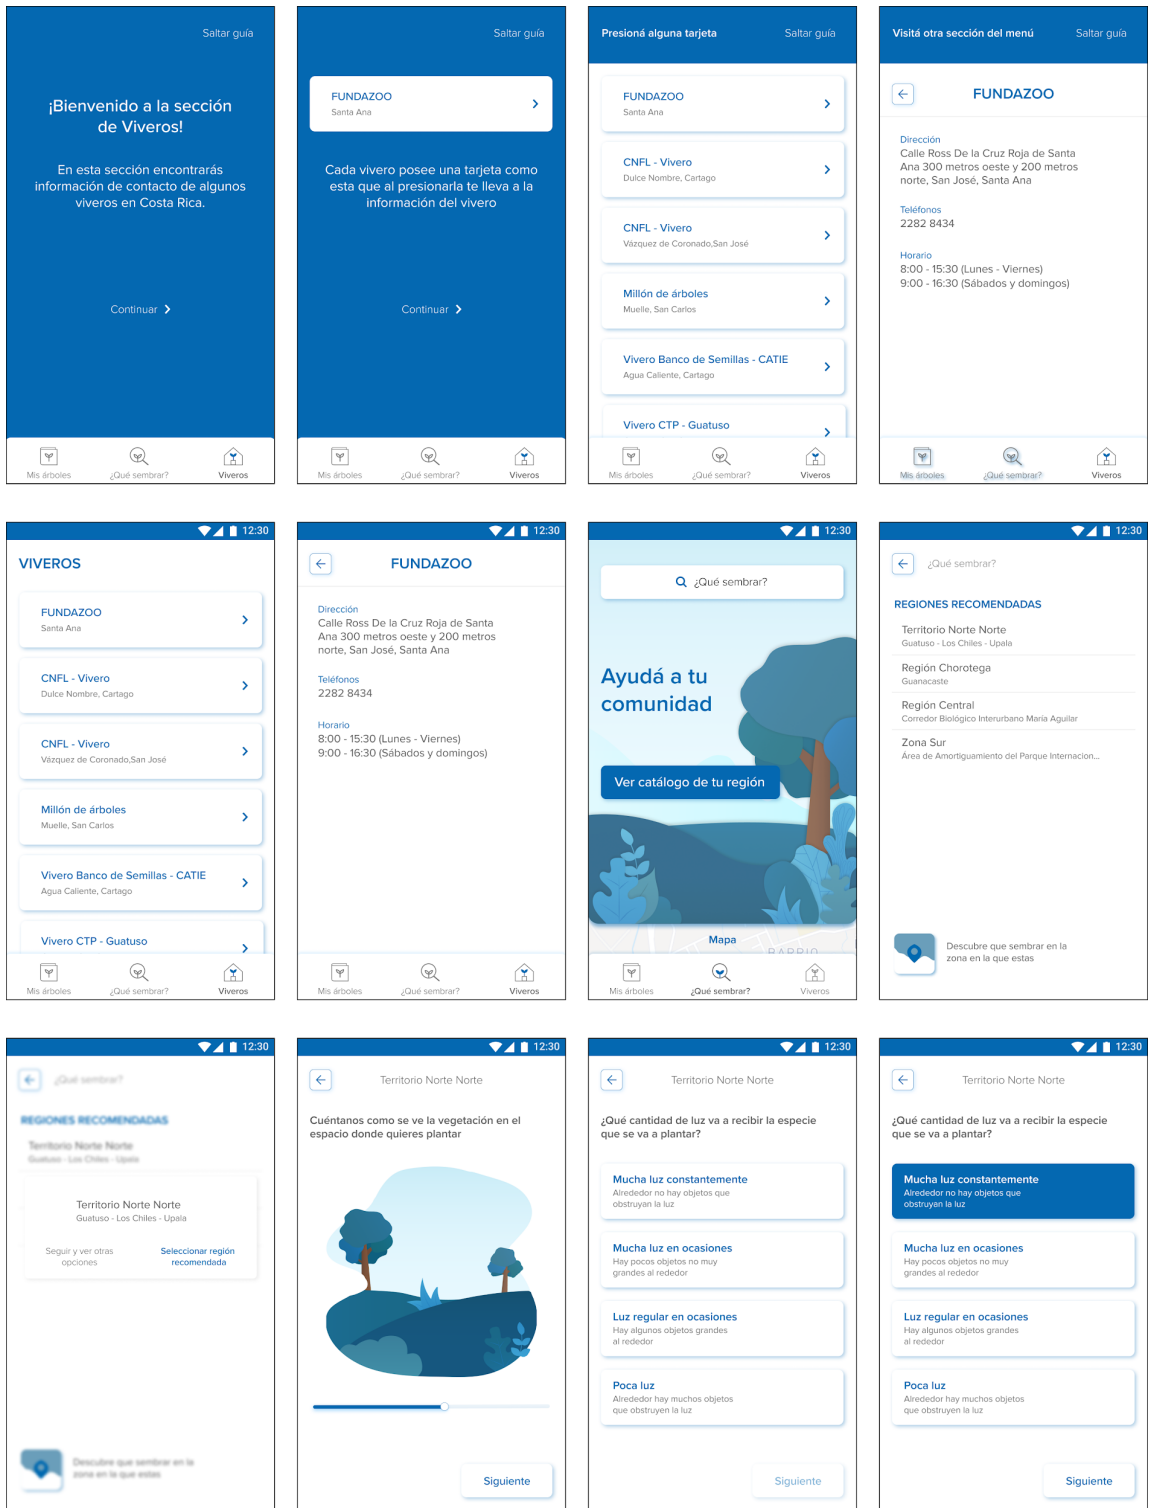 Saltar guía
¡Bienvenido a la sección
de Viveros!
En esta sección encontrarás
información de contacto de algunos
viveros en Costa Rica.
Continuar
Mis árboles
¿Qué sembrar?
Viveros
Saltar guía
FUNDAZOO
Santa Ana
Cada vivero posee una tarjeta como
esta que al presionarla te lleva a la
información del vivero
Continuar
Mis árboles
¿Qué sembrar?
Viveros
Presioná alguna tarjeta
Saltar guía
FUNDAZOO
Santa Ana
CNFL - Vivero
Dulce Nombre, Cartago
CNFL - Vivero
Vázquez de Coronado,San José
Millón de árboles
Muelle, San Carlos
Vivero Banco de Semillas - CATIE
Agua Caliente, Cartago
Vivero CTP - Guatuso
Mis árboles
¿Qué sembrar?
Viveros
Visitá otra sección del menú
Saltar guía
FUNDAZOO
Dirección
Calle Ross De la Cruz Roja de Santa
Ana 300 metros oeste y 200 metros
norte, San José, Santa Ana
Teléfonos
2282 8434
Horario
8:00 - 15:30 (Lunes - Viernes)
9:00 - 16:30 (Sábados y domingos)
Mis árboles
¿Qué sembrar?
Viveros
12:30
VIVEROS
FUNDAZOO
Santa Ana
CNFL - Vivero
Dulce Nombre, Cartago
CNFL - Vivero
Vázquez de Coronado,San José
Millón de árboles
Muelle, San Carlos
Vivero Banco de Semillas - CATIE
Agua Caliente, Cartago
Vivero CTP - Guatuso
Mis árboles
¿Qué sembrar?
Viveros
12:30
FUNDAZOO
Dirección
Calle Ross De la Cruz Roja de Santa
Ana 300 metros oeste y 200 metros
norte, San José, Santa Ana
Teléfonos
2282 8434
Horario
8:00 - 15:30 (Lunes - Viernes)
9:00 - 16:30 (Sábados y domingos)
Mis árboles
¿Qué sembrar?
Viveros
12:30
¿Qué sembrar?
Ayudá a tu
comunidad
Ver catálogo de tu región
Mapa
BARRIO
Mis árboles
¿Qué sembrar?
Viveros
12:30
¿Qué sembrar?
REGIONES RECOMENDADAS
Territorio Norte Norte
Guatuso - Los Chiles - Upala
Región Chorotega
Guanacaste
Región Central
Corredor Biológico Interurbano María Aguilar
Zona Sur
Área de Amortiguamiento del Parque Internacion...
Descubre que sembrar en la
zona en la que estas
12:30
¿Qué sembrar?
REGIONES RECOMENDADAS
Territorio Norte Norte
Guatuso - Los Chiles - Upala
Territorio Norte Norte
Guatuso - Los Chiles - Upala
Seguir y ver otras
opciones
Seleccionar región
recomendada
Descubre que sembrar en la
zona en la que estas
12:30
Territorio Norte Norte
Cuéntanos como se ve la vegetación en el
espacio donde quieres plantar
Siguiente
12:30
Territorio Norte Norte
¿Qué cantidad de luz va a recibir la especie
que se va a plantar?
Mucha luz constantemente
Alrededor no hay objetos que
obstruyan la luz
Mucha luz en ocasiones
Hay pocos objetos no muy
grandes al rededor
Luz regular en ocasiones
Hay algunos objetos grandes
al rededor
Poca luz
Alrededor hay muchos objetos
que obstruyen la luz
Siguiente
12:30
Territorio Norte Norte
¿Qué cantidad de luz va a recibir la especie
que se va a plantar?
Mucha luz constantemente
Alrededor no hay objetos que
obstruyan la luz
Mucha luz en ocasiones
Hay pocos objetos no muy
grandes al rededor
Luz regular en ocasiones
Hay algunos objetos grandes
al rededor
Poca luz
Alrededor hay muchos objetos
que obstruyen la luz
Siguiente